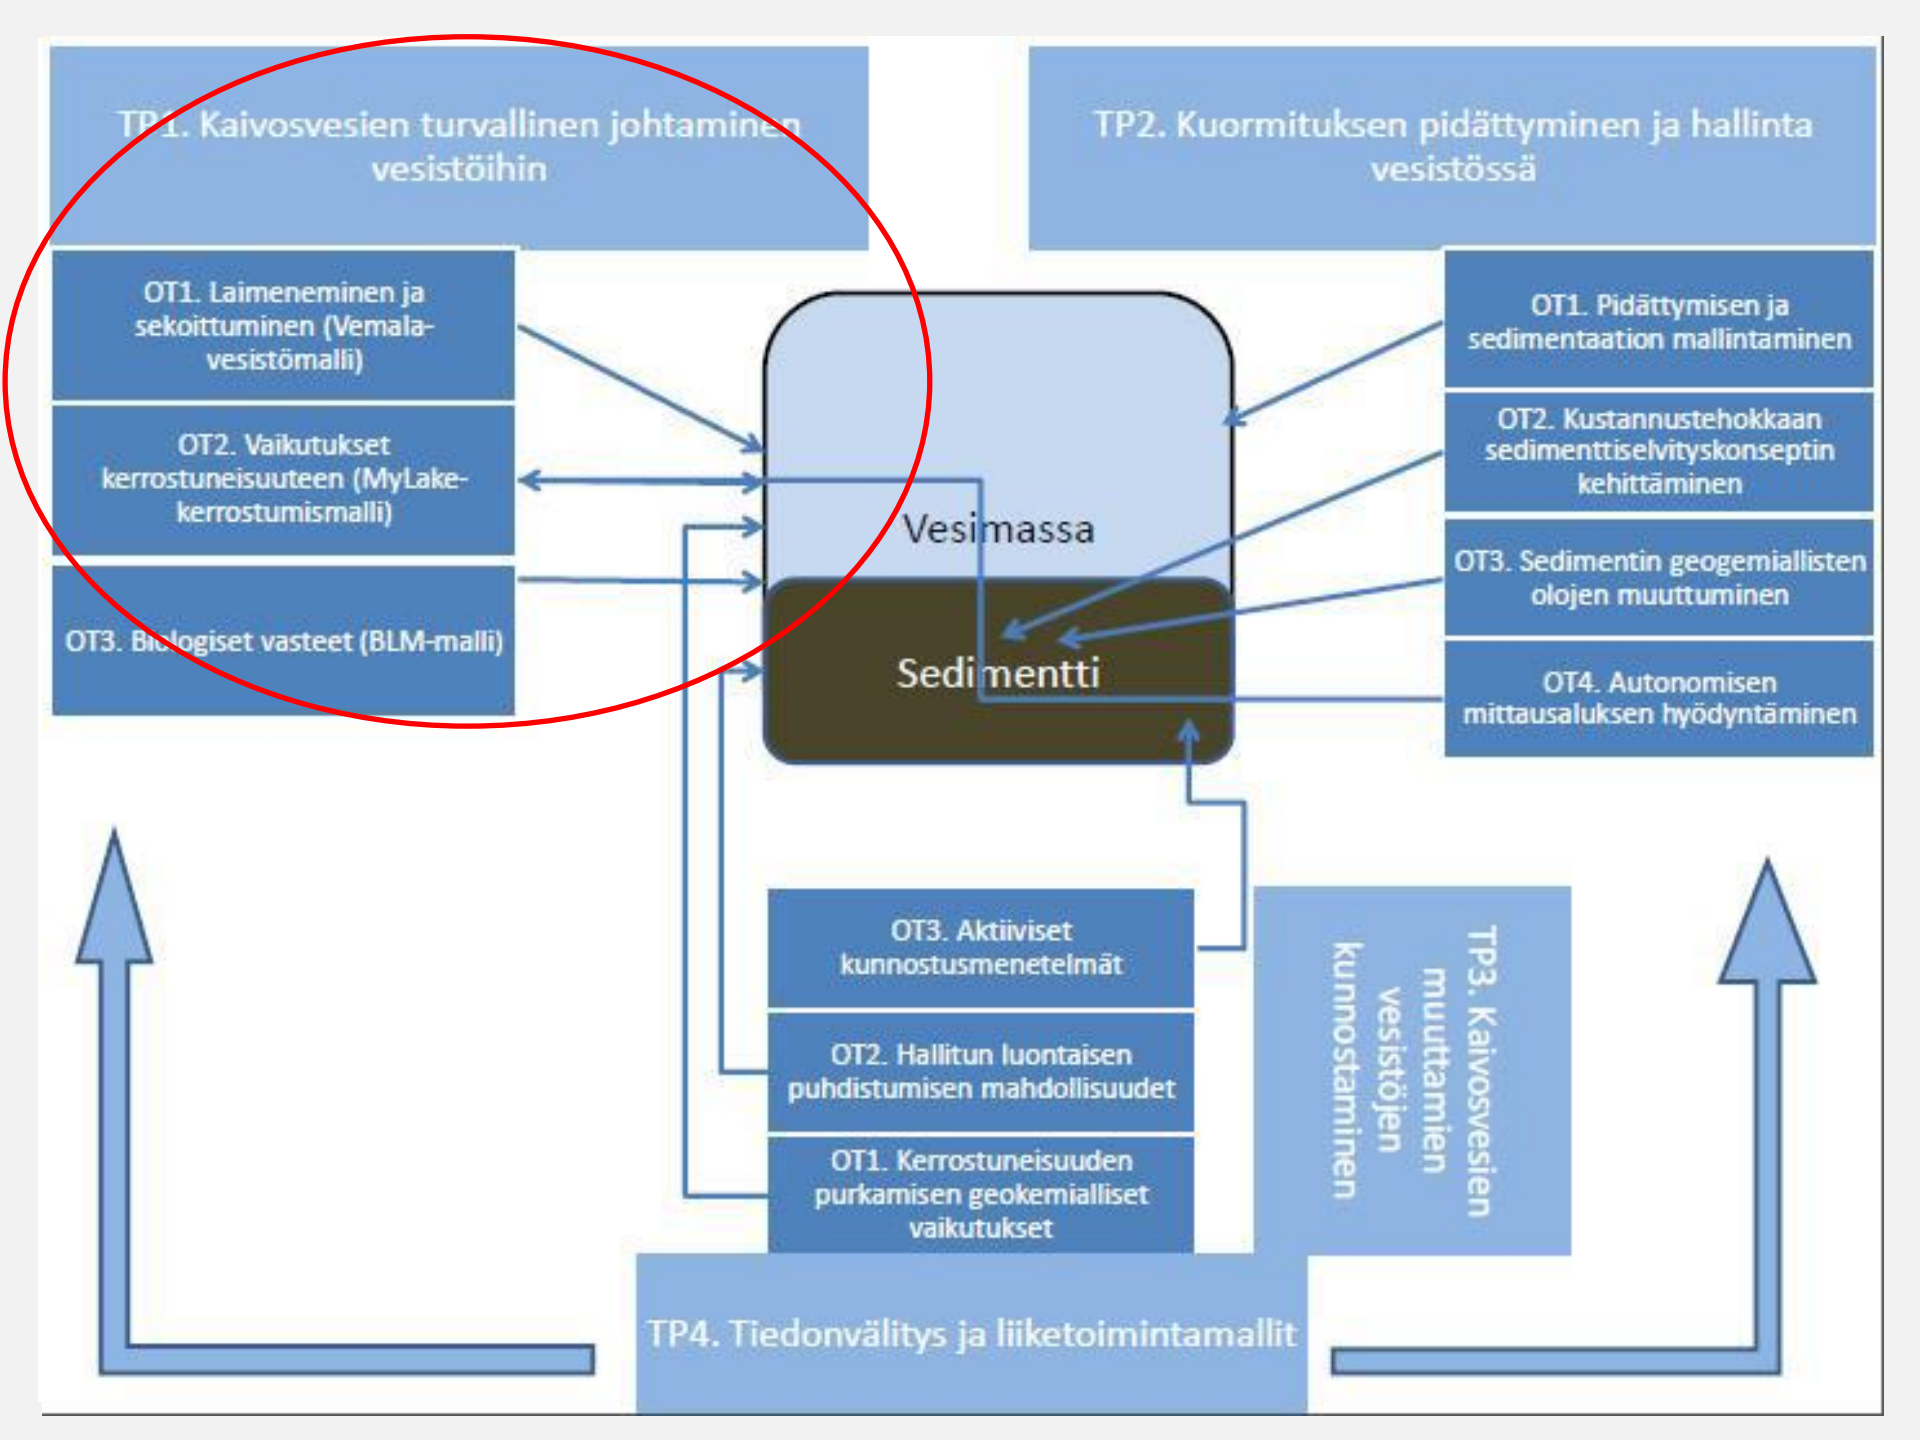 TP1. Kaivosvesien turvallinen johtaminen
vesistöihin
TP2. Kuormituksen pidättyminen ja hallinta
vesistössä
OT1. Laimeneminen ja
sekoittuminen (Vemala-
vesistömalli)
OT2. Vaikutukset
kerrostuneisuuteen (MyLake-
kerrostumismalli)
OT3. Biologiset vasteet (BLM-malli)
Vesimassa
Sedimentti
OT1. Pidättymisen ja
sedimentaation mallintaminen
OT2. Kustannustehokkaan
sedimenttiselvityskonseptin
kehittäminen
OT3. Sedimentin geogemiallisten
olojen muuttuminen
OT4. Autonomisen
mittausaluksen hyödyntäminen
OT3. Aktiiviset
kunnostusmenetelmät
OT2. Hallitun luontaisen
puhdistumisen mahdollisuudet
OT1. Kerrostuneisuuden
purkamisen geokemialliset
vaikutukset
TP3. Kaivosvesien
muuttamien
vesistöjen
kunnostaminen
TP4. Tiedonvälitys ja liiketoimintamallit